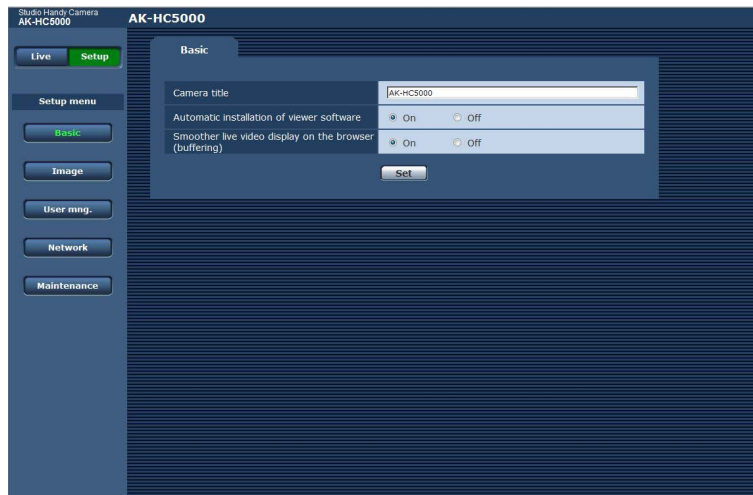 Studio Handy Camera
AK-HC5000
AK-HC5000
Live
Setup
Setup menu
Basic
Image
User mng.
Network
Maintenance
Basic
Camera title
AK-HC5000
Automatic installation of viewer software
On
Off
Smoother live video display on the browser
(buffering)
On
Off
Set